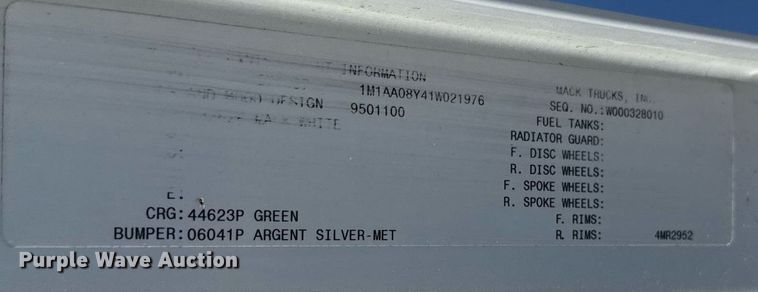 INFORMATION
1M1AA08Y41W021976
DESIGN 9501100
WHITE
E:
CRG: 44623P GREEN
BUMPER: 06041P ARGENT SILVER-MET
MACK TRUCKS, INC.
SEQ. NO.: W000328010
FUEL TANKS:
RADIATOR GUARD:
F. DISC WHEELS:
R. DISC WHEELS:
F. SPOKE WHEELS:
R. SPOKE WHEELS:
F. RIMS:
R. RIMS: 4MR2952
Purple Wave Auction